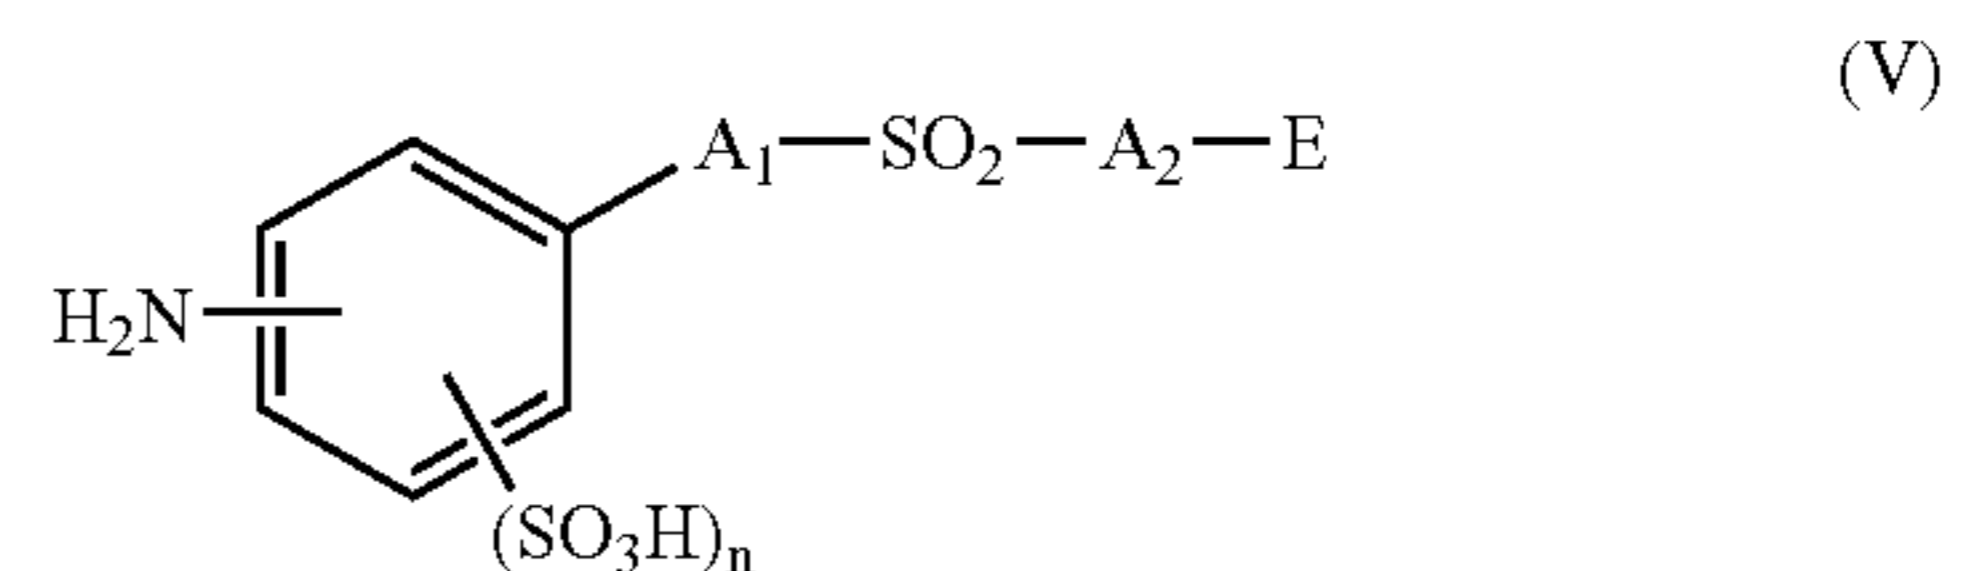 (V)
A₁—SO₂—A₂—E
H₂N
(SO₃H)ₙ